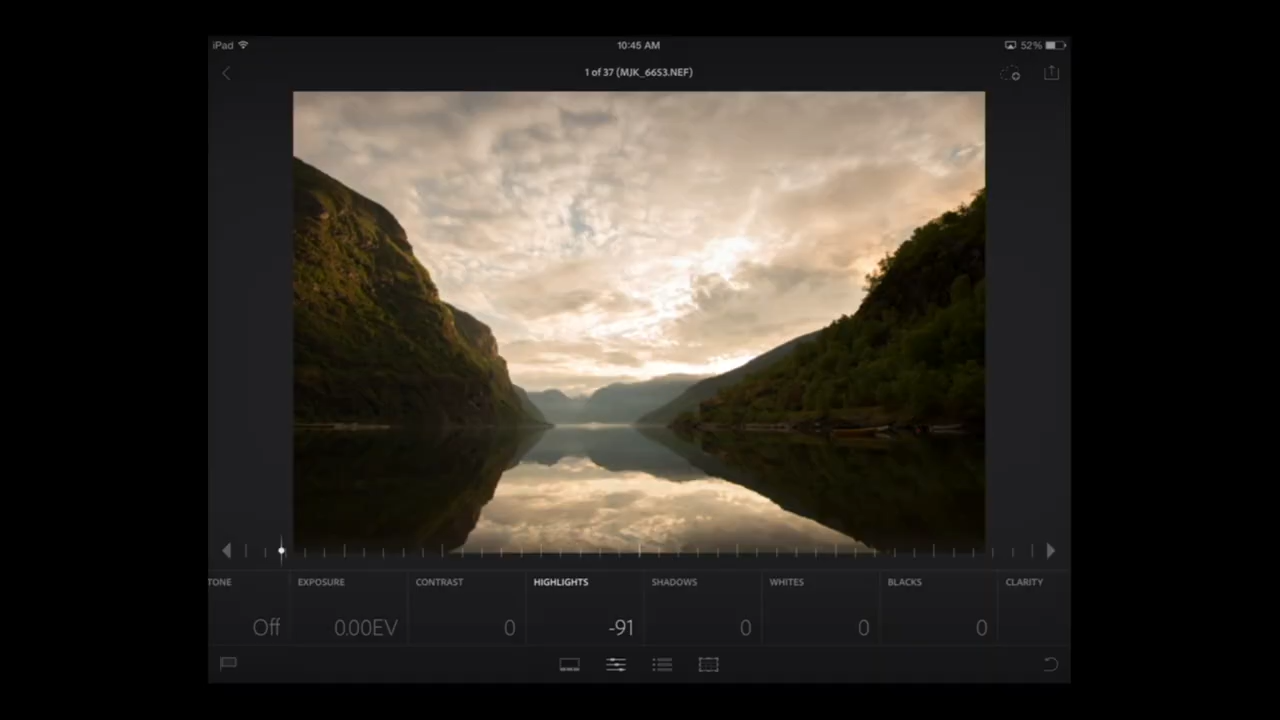 iPad 10:45 AM 52%
1 of 37 (MJK_6653.NEF)
TONE EXPOSURE CONTRAST HIGHLIGHTS SHADOWS WHITES BLACKS CLARITY
Off 0.00EV 0 -91 0 0 0